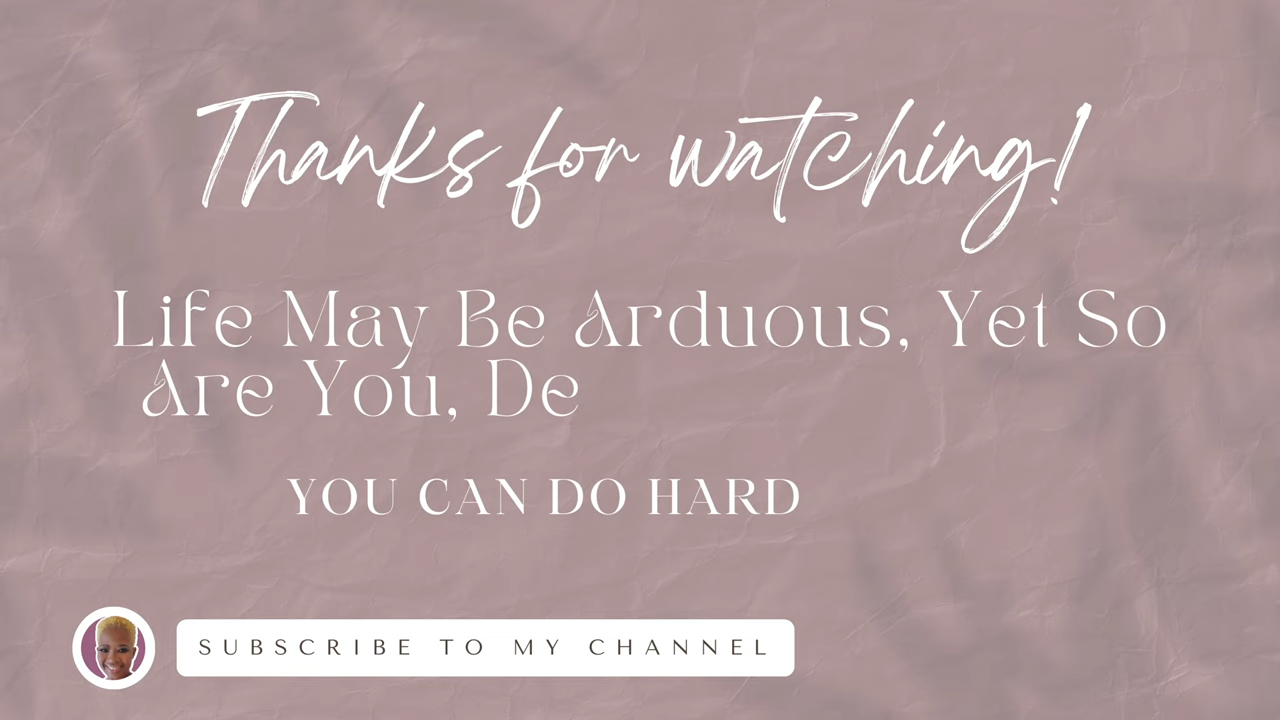 Thanks for watching!
Life May Be Arduous, Yet So
Are You, De
YOU CAN DO HARD
SUBSCRIBE TO MY CHANNEL